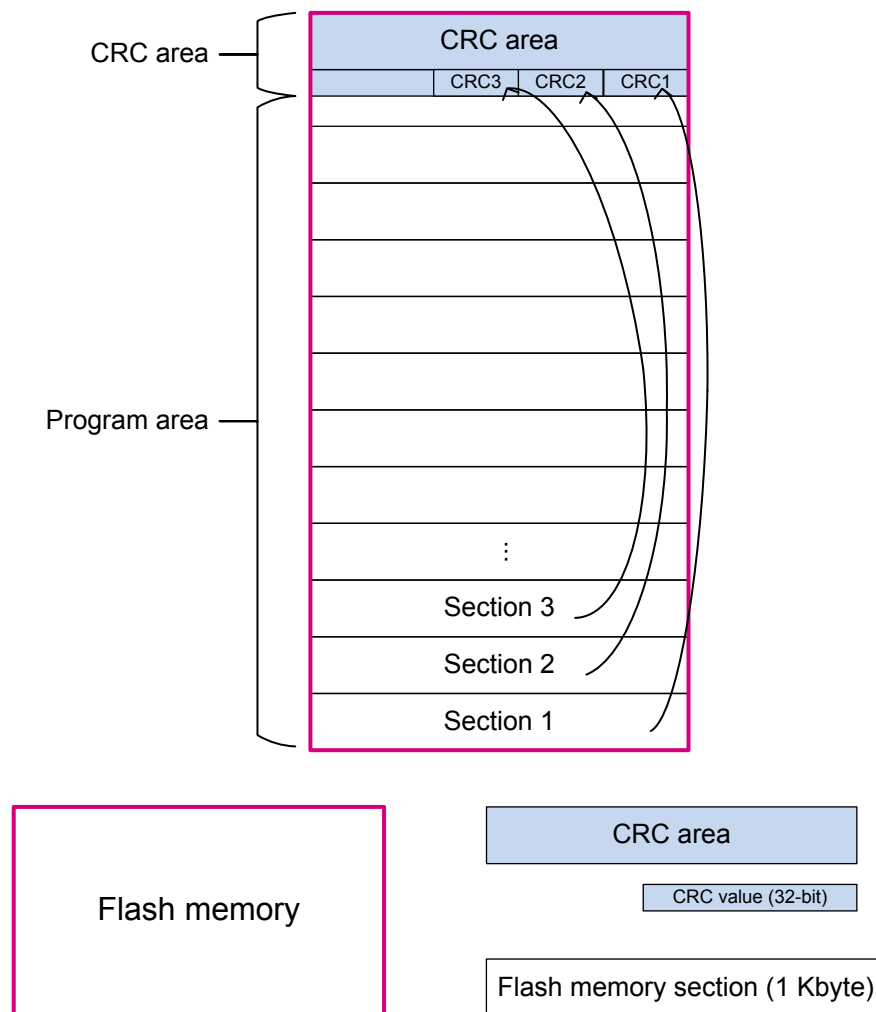 CRC area
CRC area
CRC3 CRC2 CRC1
Program area
⋮
Section 3
Section 2
Section 1
Flash memory
CRC area
CRC value (32-bit)
Flash memory section (1 Kbyte)